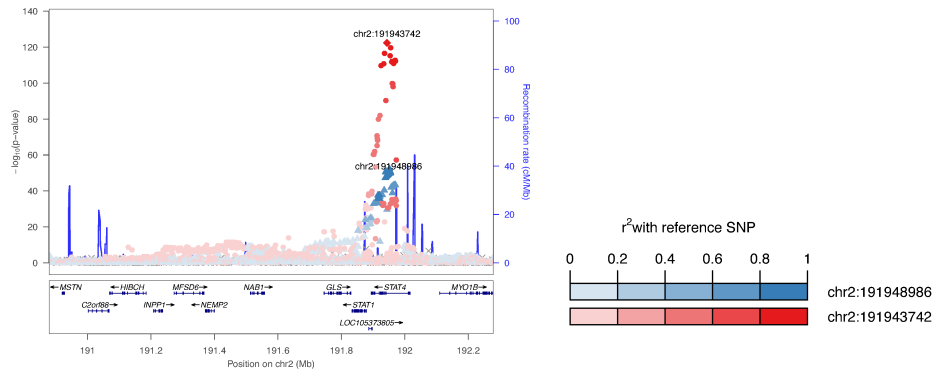 140
120
100
80
60
40
20
0
−log10(p−value)
100
80
60
40
20
0
Recombination rate (cM/Mb)
chr2:191943742
chr2:191948986
MSTN HIBCH MFSD6 NAB1 GLS STAT4 MYO1B
C2orf88 INPP1 NEMP2 STAT1
LOC105373805
191 191.2 191.4 191.6 191.8 192 192.2
Position on chr2 (Mb)
r²with reference SNP
0 0.2 0.4 0.6 0.8 1
chr2:191948986
chr2:191943742